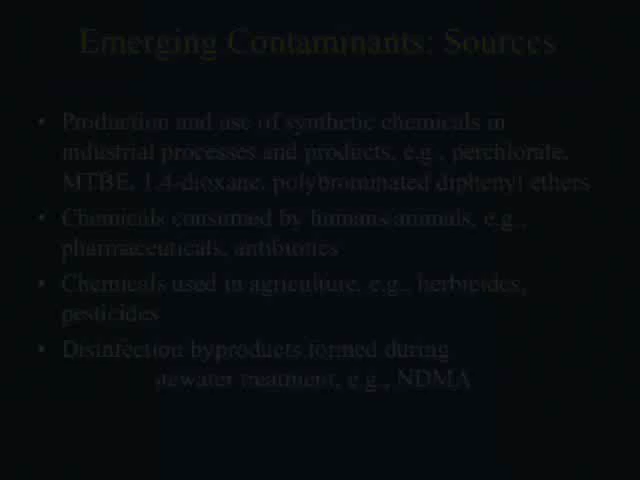 Emerging Contaminants: Sources
• Production and use of synthetic chemicals in
industrial processes and products, e.g., perchlorate,
MTBE, 1,4-dioxane, polybrominated diphenyl ethers
• Chemicals consumed by humans/animals, e.g.,
pharmaceuticals, antibiotics
• Chemicals used in agriculture, e.g., herbicides,
pesticides
• Disinfection byproducts formed during
treatment, e.g., NDMA